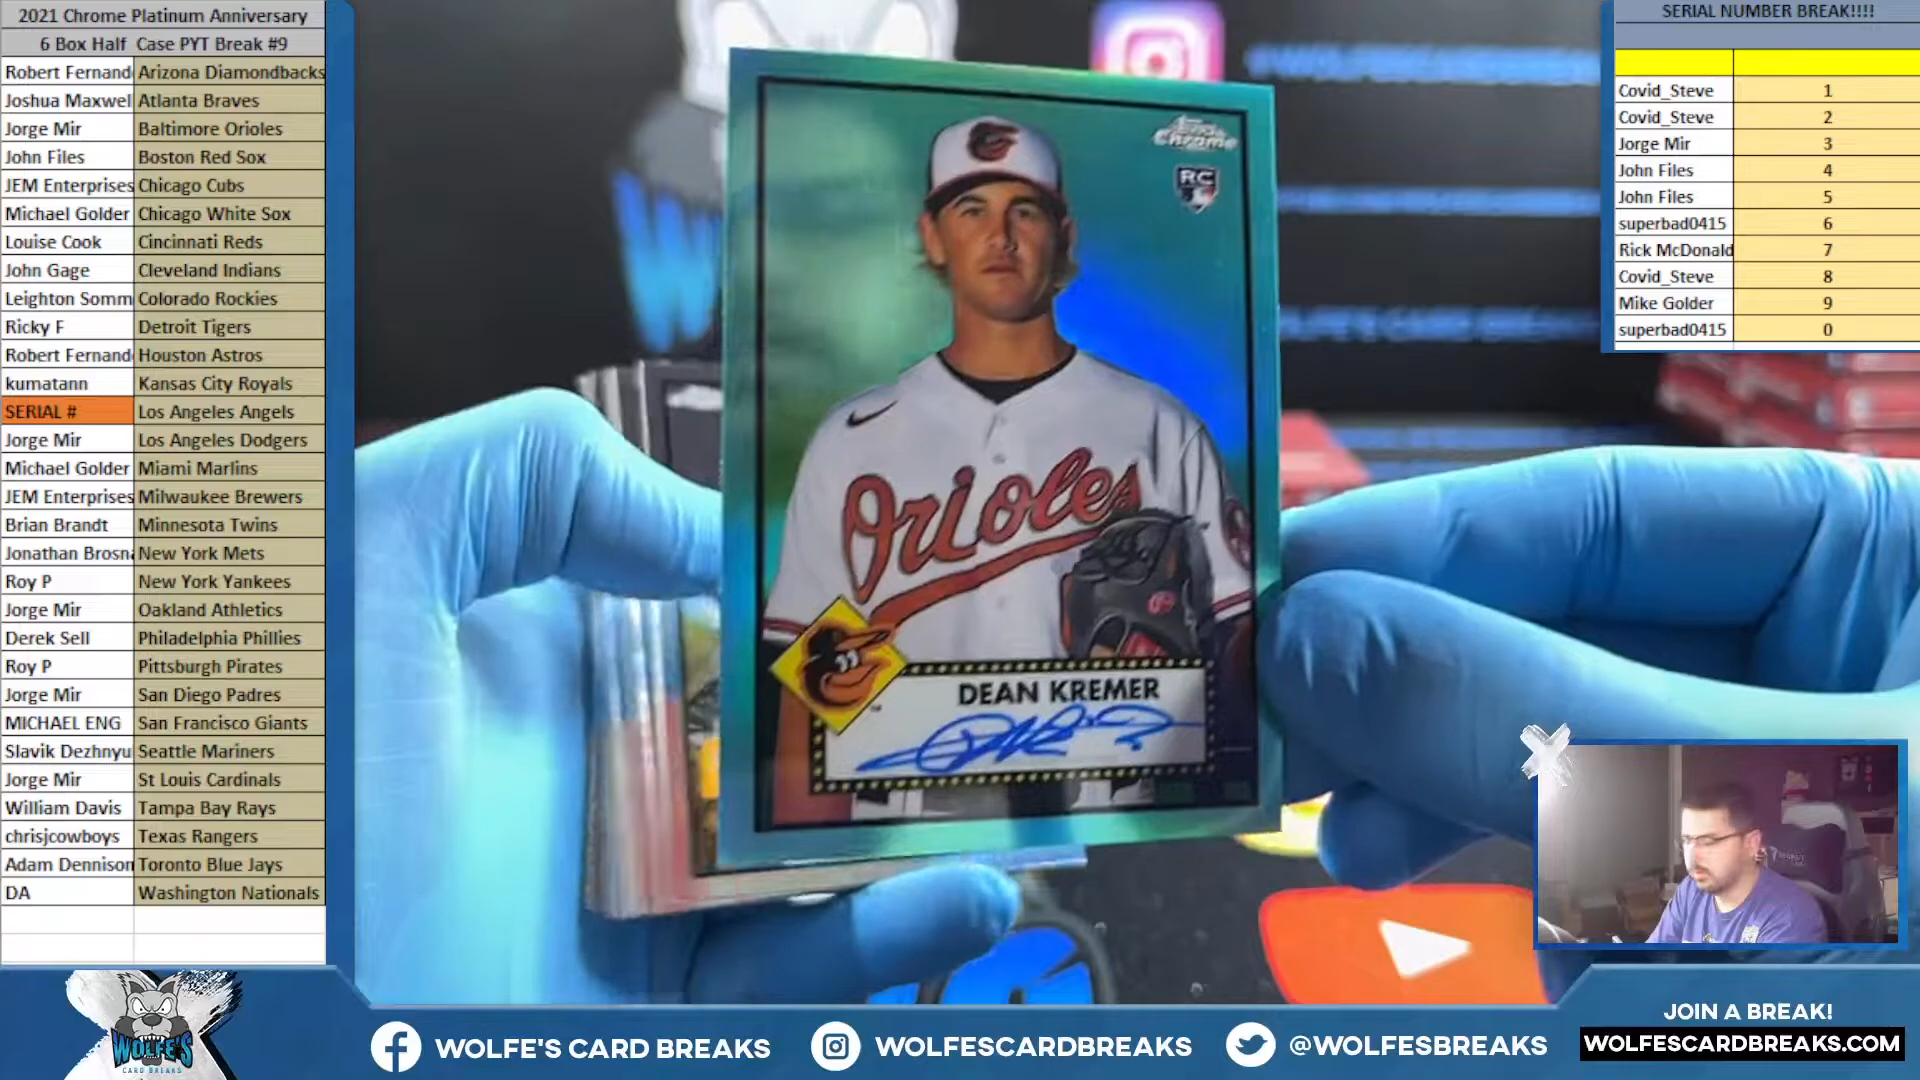 2021 Chrome Platinum Anniversary
6 Box Half Case PYT Break #9
Robert Fernand Arizona Diamondbacks
Joshua Maxwel Atlanta Braves
Jorge Mir Baltimore Orioles
John Files Boston Red Sox
JEM Enterprises Chicago Cubs
Michael Golder Chicago White Sox
Louise Cook Cincinnati Reds
John Gage Cleveland Indians
Leighton Somm Colorado Rockies
Ricky F Detroit Tigers
Robert Fernand Houston Astros
kumatann Kansas City Royals
SERIAL # Los Angeles Angels
Jorge Mir Los Angeles Dodgers
Michael Golder Miami Marlins
JEM Enterprises Milwaukee Brewers
Brian Brandt Minnesota Twins
Jonathan Brosna New York Mets
Roy P New York Yankees
Jorge Mir Oakland Athletics
Derek Sell Philadelphia Phillies
Roy P Pittsburgh Pirates
Jorge Mir San Diego Padres
MICHAEL ENG San Francisco Giants
Slavik Dezhnyu Seattle Mariners
Jorge Mir St Louis Cardinals
William Davis Tampa Bay Rays
chrisjcowboys Texas Rangers
Adam Dennison Toronto Blue Jays
DA Washington Nationals
WOLFE'S
CARD BREAKS
Topps
Chrome
RC
Orioles
DEAN KREMER
SERIAL NUMBER BREAK!!!!
Covid_Steve 1
Covid_Steve 2
Jorge Mir 3
John Files 4
John Files 5
superbad0415 6
Rick McDonald 7
Covid_Steve 8
Mike Golder 9
superbad0415 0
WOLFE'S CARD BREAKS
WOLFESCARDBREAKS
@WOLFESBREAKS
JOIN A BREAK!
WOLFESCARDBREAKS.COM